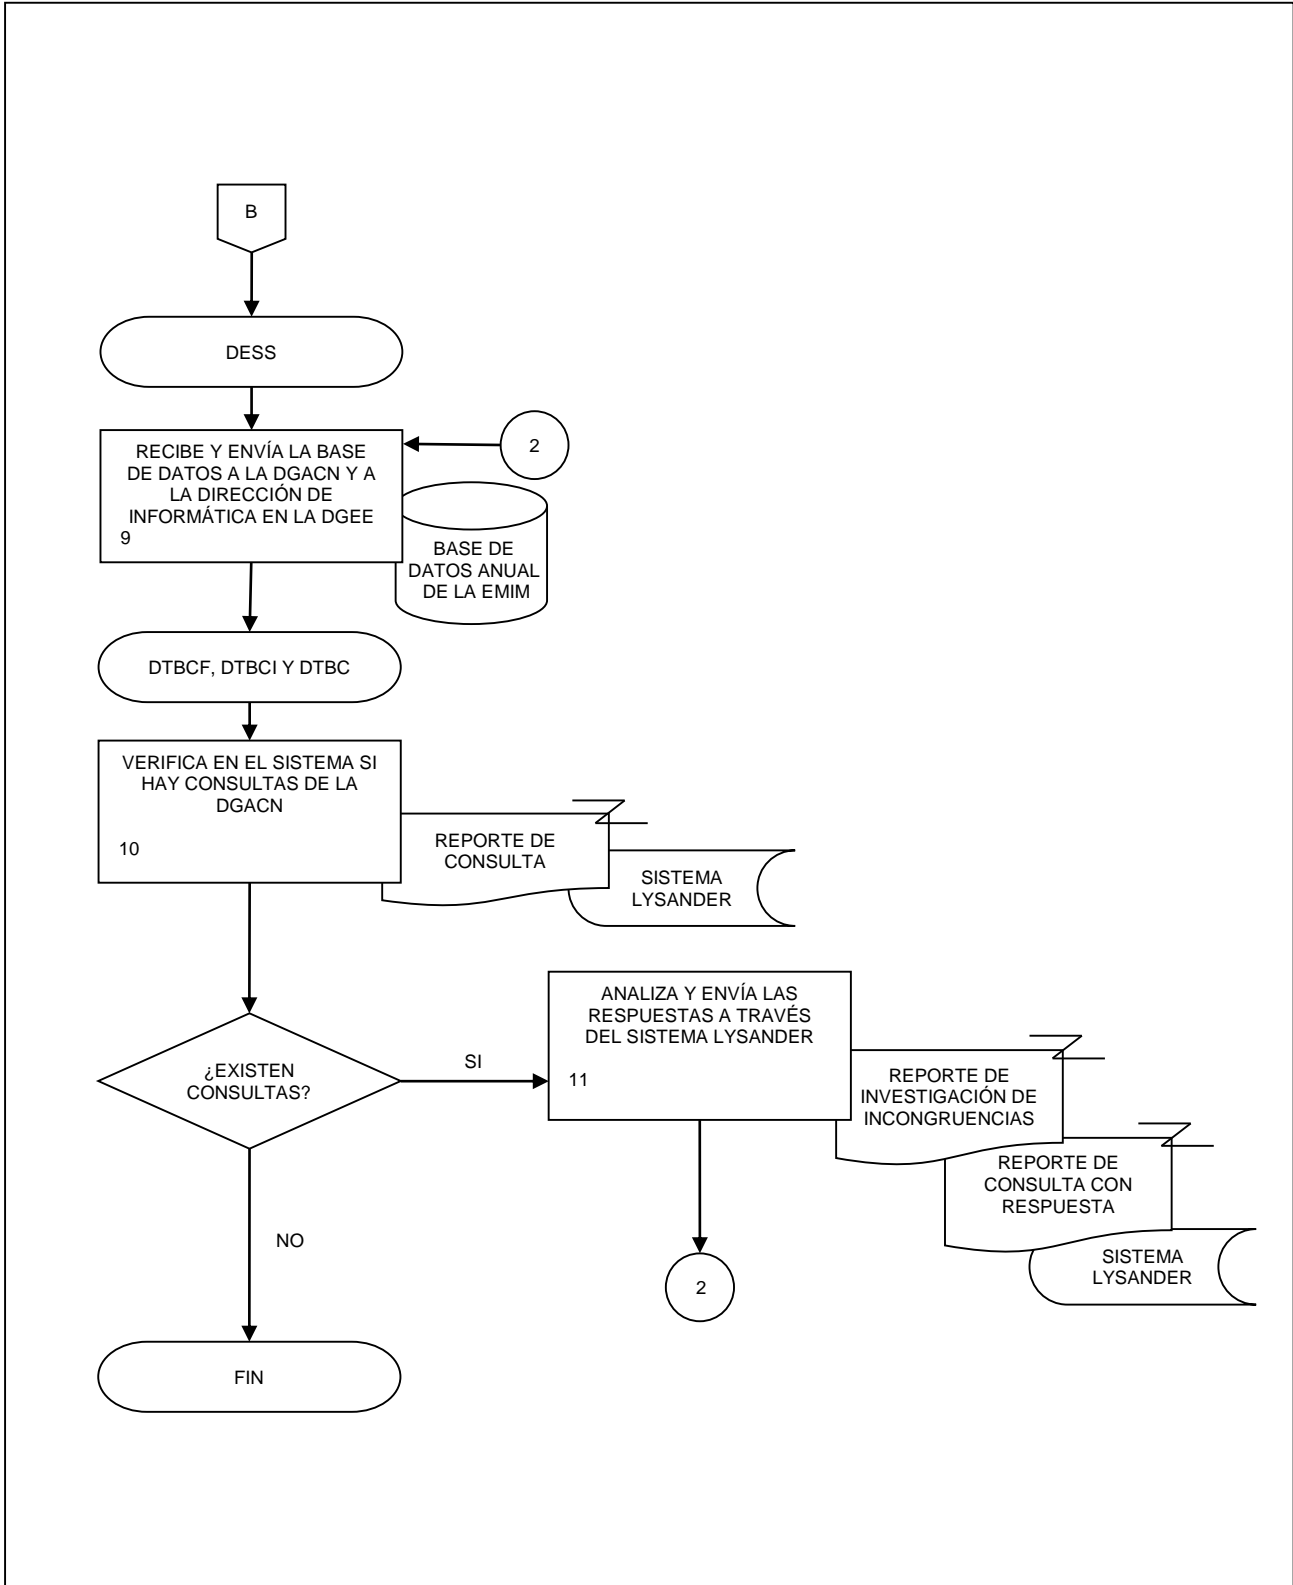 B
DESS
RECIBE Y ENVÍA LA BASE
DE DATOS A LA DGACN Y A
LA DIRECCIÓN DE
INFORMÁTICA EN LA DGEE
9
2
BASE DE
DATOS ANUAL
DE LA EMIM
DTBCF, DTBCI Y DTBC
VERIFICA EN EL SISTEMA SI
HAY CONSULTAS DE LA
DGACN
10
REPORTE DE
CONSULTA
SISTEMA
LYSANDER
¿EXISTEN
CONSULTAS?
SI
ANALIZA Y ENVÍA LAS
RESPUESTAS A TRAVÉS
DEL SISTEMA LYSANDER
11
REPORTE DE
INVESTIGACIÓN DE
INCONGRUENCIAS
REPORTE DE
CONSULTA CON
RESPUESTA
SISTEMA
LYSANDER
NO
2
FIN